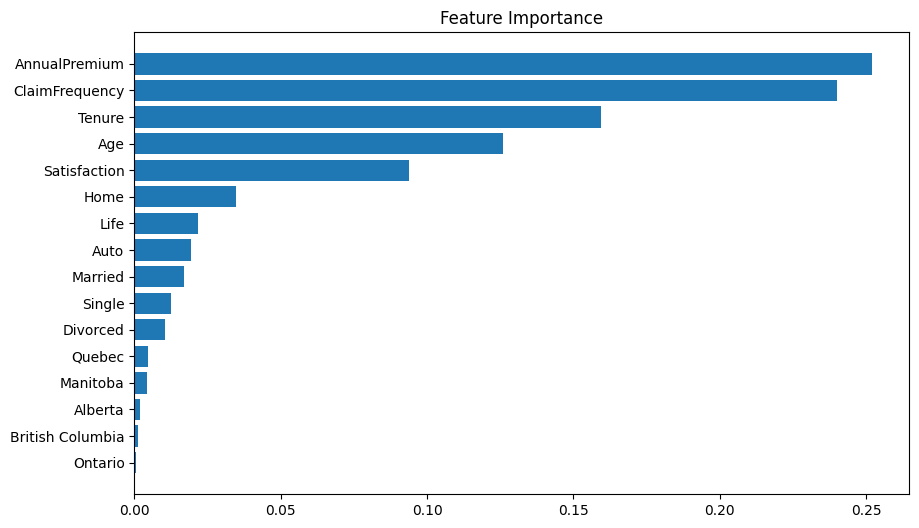 Feature Importance
AnnualPremium
ClaimFrequency
Tenure
Age
Satisfaction
Home
Life
Auto
Married
Single
Divorced
Quebec
Manitoba
Alberta
British Columbia
Ontario
0.00 0.05 0.10 0.15 0.20 0.25